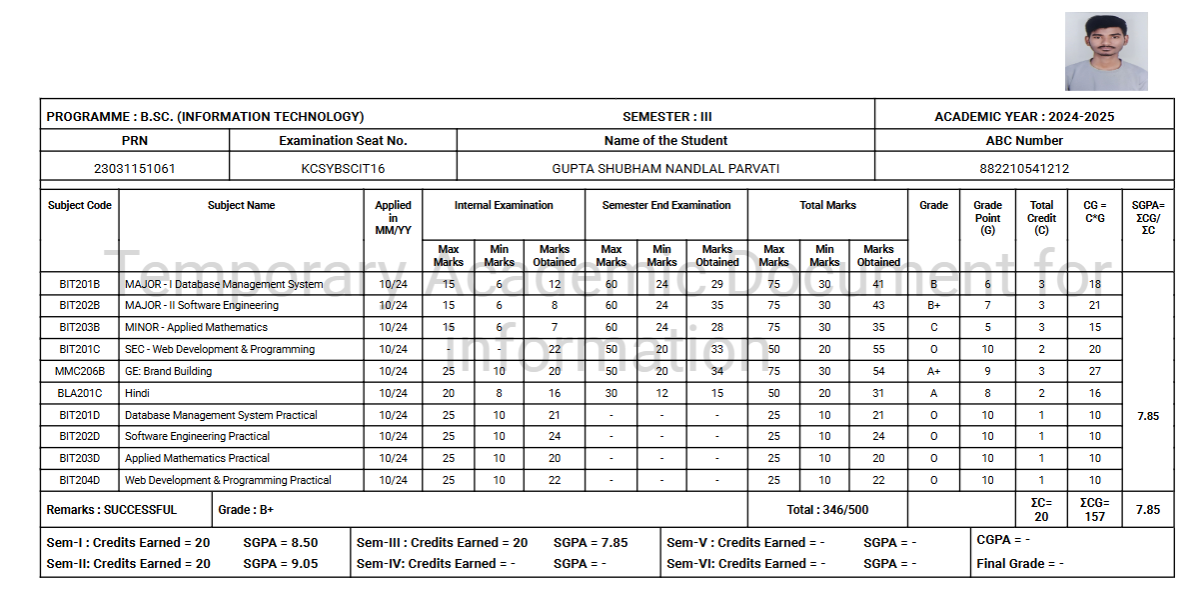 PROGRAMME : B.SC. (INFORMATION TECHNOLOGY) SEMESTER : III ACADEMIC YEAR : 2024-2025
PRN Examination Seat No. Name of the Student ABC Number
23031151061 KCSYBSCIT16 GUPTA SHUBHAM NANDLAL PARVATI 882210541212
Subject Code Subject Name Applied in MM/YY Internal Examination Semester End Examination Total Marks Grade Grade Point (G) Total Credit (C) CG = C*G SGPA= ΣCG/ ΣC
Max Marks Min Marks Marks Obtained Max Marks Min Marks Marks Obtained Max Marks Min Marks Marks Obtained
Temporary Academic Document for
information
BIT201B MAJOR - I Database Management System 10/24 15 6 12 60 24 29 75 30 41 B 6 3 18
BIT202B MAJOR - II Software Engineering 10/24 15 6 8 60 24 35 75 30 43 B+ 7 3 21
BIT203B MINOR - Applied Mathematics 10/24 15 6 7 60 24 28 75 30 35 C 5 3 15
BIT201C SEC - Web Development & Programming 10/24 - - 22 50 20 33 50 20 55 O 10 2 20
MMC206B GE: Brand Building 10/24 25 10 20 50 20 34 75 30 54 A+ 9 3 27
BLA201C Hindi 10/24 20 8 16 30 12 15 50 20 31 A 8 2 16
BIT201D Database Management System Practical 10/24 25 10 21 - - - 25 10 21 O 10 1 10 7.85
BIT202D Software Engineering Practical 10/24 25 10 24 - - - 25 10 24 O 10 1 10
BIT203D Applied Mathematics Practical 10/24 25 10 20 - - - 25 10 20 O 10 1 10
BIT204D Web Development & Programming Practical 10/24 25 10 22 - - - 25 10 22 O 10 1 10
Remarks : SUCCESSFUL Grade : B+ Total : 346/500 ΣC= 20 ΣCG= 157 7.85
Sem-I : Credits Earned = 20 SGPA = 8.50 Sem-III : Credits Earned = 20 SGPA = 7.85 Sem-V : Credits Earned = - SGPA = - CGPA = -
Sem-II: Credits Earned = 20 SGPA = 9.05 Sem-IV: Credits Earned = - SGPA = - Sem-VI: Credits Earned = - SGPA = - Final Grade = -